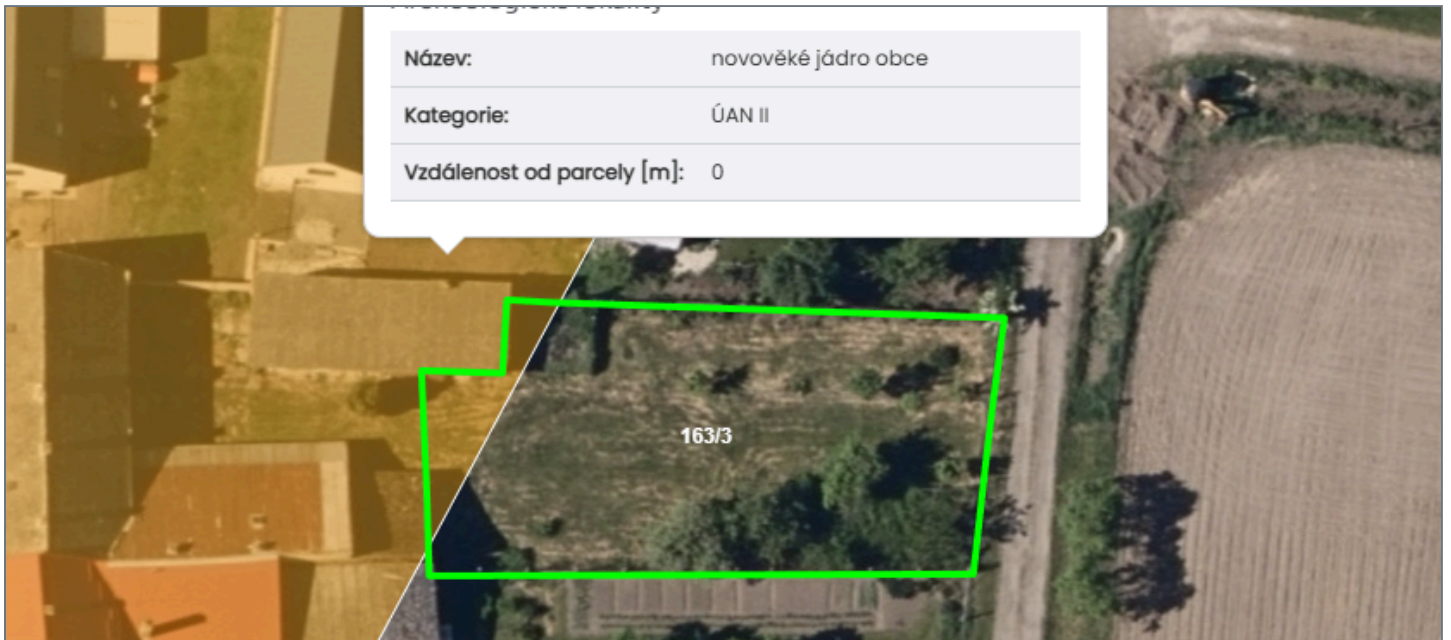 Název: novověké jádro obce
Kategorie: ÚAN II
Vzdálenost od parcely [m]: 0
163/3